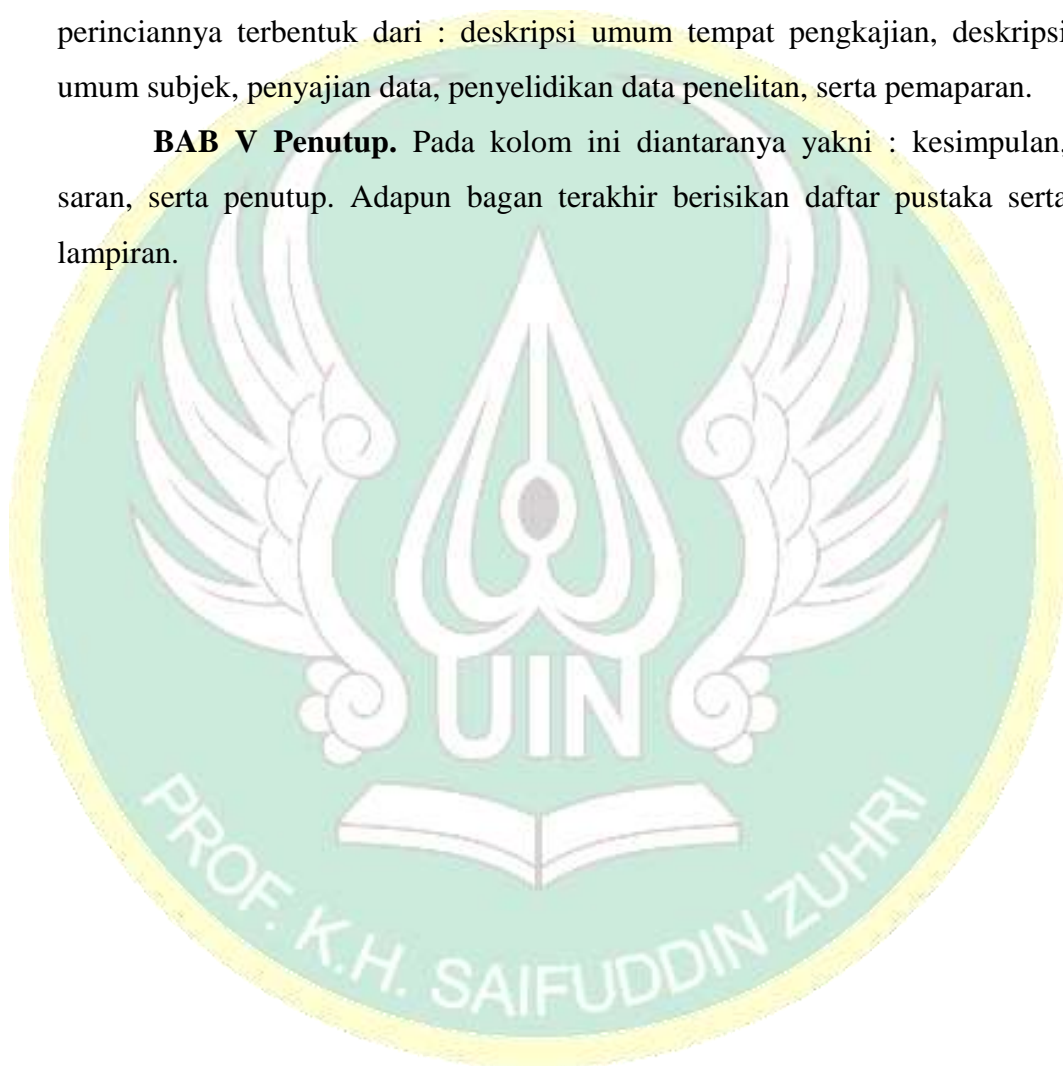 perinciannya terbentuk dari : deskripsi umum tempat pengkajian, deskripsi
umum subjek, penyajian data, penyelidikan data penelitan, serta pemaparan.
BAB V Penutup. Pada kolom ini diantaranya yakni : kesimpulan,
saran, serta penutup. Adapun bagan terakhir berisikan daftar pustaka serta
lampiran.
UIN
PROF. K.H. SAIFUDDIN ZUHRI